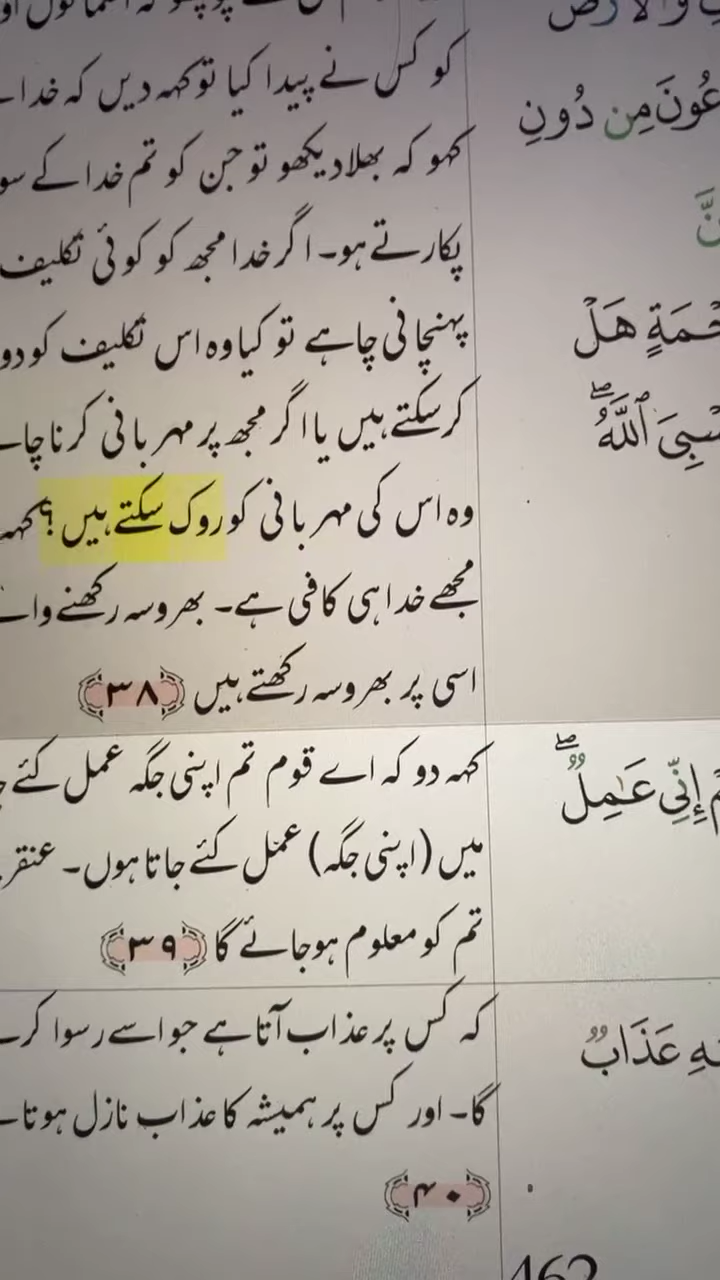 کو کس نے پیدا کیا تو کہہ دیں کہ خدا
کہو کہ بھلا دیکھو تو جن کو تم خدا کے سو
پکارتے ہو۔ اگر خدا مجھ کو کوئی تکلیف
پہنچانی چاہے تو کیا وہ اس تکلیف کو دو
کرسکتے ہیں یا اگر مجھ پر مہربانی کرنا چا
وہ اس کی مہربانی کو روک سکتے ہیں؟ کہہ
مجھے خدا ہی کافی ہے۔ بھروسہ رکھنے وا
اسی پر بھروسہ رکھتے ہیں ﴿۳۸﴾
کہہ دو کہ اے قوم تم اپنی جگہ عمل کئے
میں (اپنی جگہ) عمل کئے جاتا ہوں۔ عنقر
تم کو معلوم ہوجائے گا ﴿۳۹﴾
کہ کس پر عذاب آتا ہے جو اسے رسوا کر
گا۔ اور کس پر ہمیشہ کا عذاب نازل ہوتا
﴿۴۰﴾
وَالْأَرْضَ
عُونَ مِن دُونِ
حْمَةٍ هَلْ
سْبِيَ ٱللَّهُ ۖ
إِنِّي عَـٰمِلٌ ۖ
عَذَابٌ
462